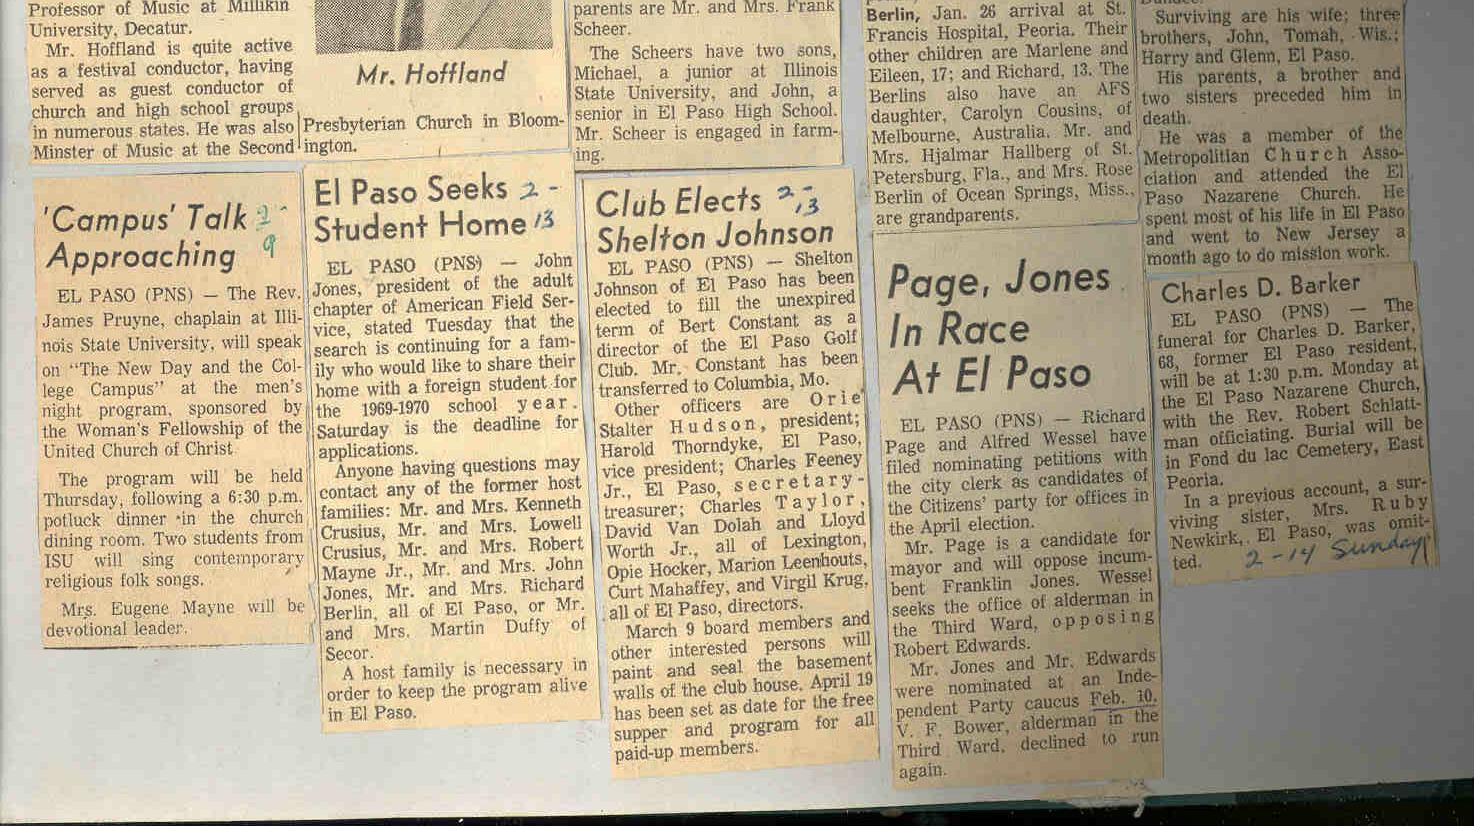 Professor of Music at Millikin
University, Decatur.
Mr. Hoffland is quite active
as a festival conductor, having
served as guest conductor of
church and high school groups
in numerous states. He was also
Minster of Music at the Second
Mr. Hoffland
Presbyterian Church in Bloom-
ington.
parents are Mr. and Mrs. Frank
Scheer.
The Scheers have two sons,
Michael, a junior at Illinois
State University, and John, a
senior in El Paso High School.
Mr. Scheer is engaged in farm-
ing.
Berlin, Jan. 26 arrival at St.
Francis Hospital, Peoria. Their
other children are Marlene and
Eileen, 17; and Richard, 13. The
Berlins also have an AFS
daughter, Carolyn Cousins, of
Melbourne, Australia. Mr. and
Mrs. Hjalmar Hallberg of St.
Petersburg, Fla., and Mrs. Rose
Berlin of Ocean Springs, Miss.,
are grandparents.
Surviving are his wife; three
brothers, John, Tomah, Wis.;
Harry and Glenn, El Paso.
His parents, a brother and
two sisters preceded him in
death.
He was a member of the
Metropolitian Church Asso-
ciation and attended the El
Paso Nazarene Church. He
spent most of his life in El Paso
and went to New Jersey a
month ago to do mission work.
'Campus' Talk 2-
Approaching 9
EL PASO (PNS) — The Rev.
James Pruyne, chaplain at Illi-
nois State University, will speak
on "The New Day and the Col-
lege Campus" at the men's
night program, sponsored by
the Woman's Fellowship of the
United Church of Christ
The program will be held
Thursday, following a 6:30 p.m.
potluck dinner in the church
dining room. Two students from
ISU will sing contemporary
religious folk songs.
Mrs. Eugene Mayne will be
devotional leader.
El Paso Seeks 2-
Student Home 13
EL PASO (PNS) — John
Jones, president of the adult
chapter of American Field Ser-
vice, stated Tuesday that the
search is continuing for a fam-
ily who would like to share their
home with a foreign student for
the 1969-1970 school year.
Saturday is the deadline for
applications.
Anyone having questions may
contact any of the former host
families: Mr. and Mrs. Kenneth
Crusius, Mr. and Mrs. Lowell
Crusius, Mr. and Mrs. Robert
Mayne Jr., Mr. and Mrs. John
Jones, Mr. and Mrs. Richard
Berlin, all of El Paso, or Mr.
and Mrs. Martin Duffy of
Secor.
A host family is necessary in
order to keep the program alive
in El Paso.
Club Elects 2-
Shelton Johnson 13
EL PASO (PNS) — Shelton
Johnson of El Paso has been
elected to fill the unexpired
term of Bert Constant as a
director of the El Paso Golf
Club. Mr. Constant has been
transferred to Columbia, Mo.
Other officers are Orie
Stalter Hudson, president;
Harold Thorndyke, El Paso,
vice president; Charles Feeney
Jr., El Paso, secretary-
treasurer; Charles Taylor,
David Van Dolah and Lloyd
Worth Jr., all of Lexington,
Opie Hocker, Marion Leenhouts,
Curt Mahaffey, and Virgil Krug,
all of El Paso, directors.
March 9 board members and
other interested persons will
paint and seal the basement
walls of the club house. April 19
has been set as date for the free
supper and program for all
paid-up members.
Page, Jones
In Race
At El Paso
EL PASO (PNS) — Richard
Page and Alfred Wessel have
filed nominating petitions with
the city clerk as candidates of
the Citizens' party for offices in
the April election.
Mr. Page is a candidate for
mayor and will oppose incum-
bent Franklin Jones. Wessel
seeks the office of alderman in
the Third Ward, opposing
Robert Edwards.
Mr. Jones and Mr. Edwards
were nominated at an Inde-
pendent Party caucus Feb. 10.
V. F. Bower, alderman in the
Third Ward, declined to run
again.
Charles D. Barker
EL PASO (PNS) — The
funeral for Charles D. Barker,
68, former El Paso resident,
will be at 1:30 p.m. Monday at
the El Paso Nazarene Church,
with the Rev. Robert Schlatt-
man officiating. Burial will be
in Fond du lac Cemetery, East
Peoria.
In a previous account, a sur-
viving sister, Mrs. Ruby
Newkirk, El Paso, was omit-
ted. 2-14 Sunday